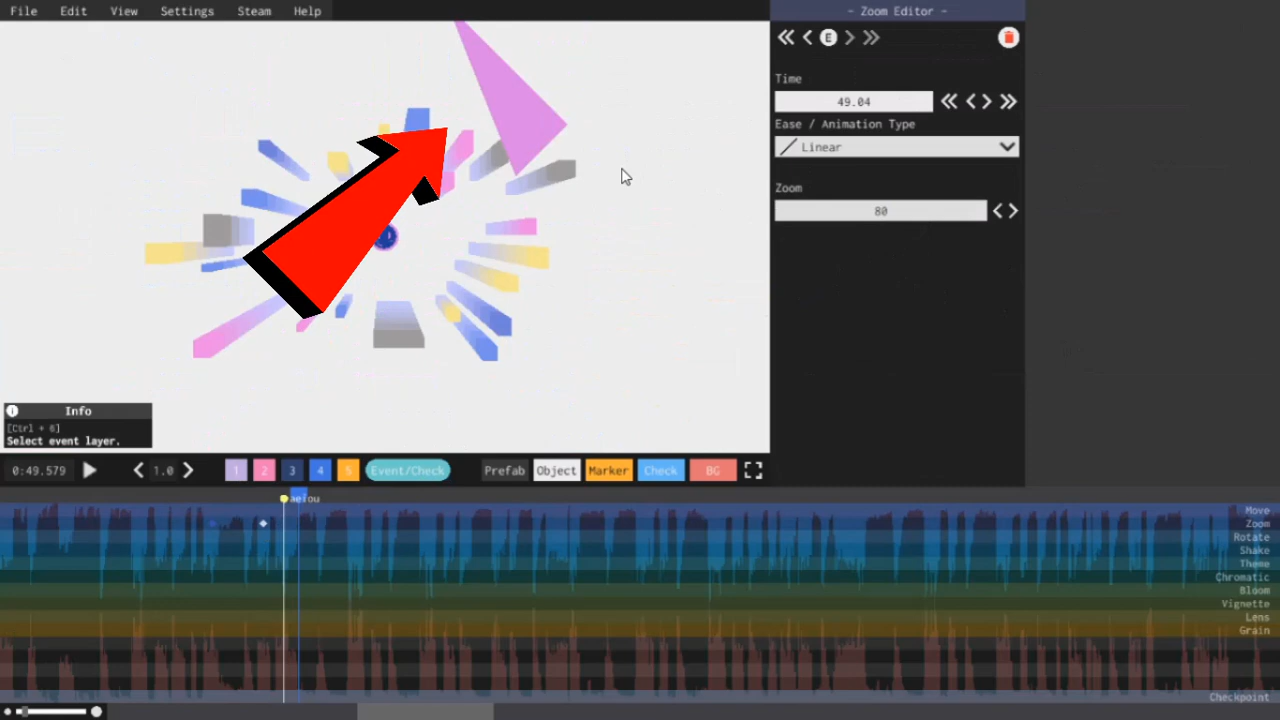 File Edit View Settings Steam Help
- Zoom Editor -
E
Time
49.04
Ease / Animation Type
Linear
Zoom
80
Info
[Ctrl + 6]
Select event layer.
0:49.579 1.0 1 2 3 4 5 Event/Check Prefab Object Marker Check BG
aeiou
Move
Zoom
Rotate
Shake
Theme
Chromatic
Bloom
Vignette
Lens
Grain
Checkpoint